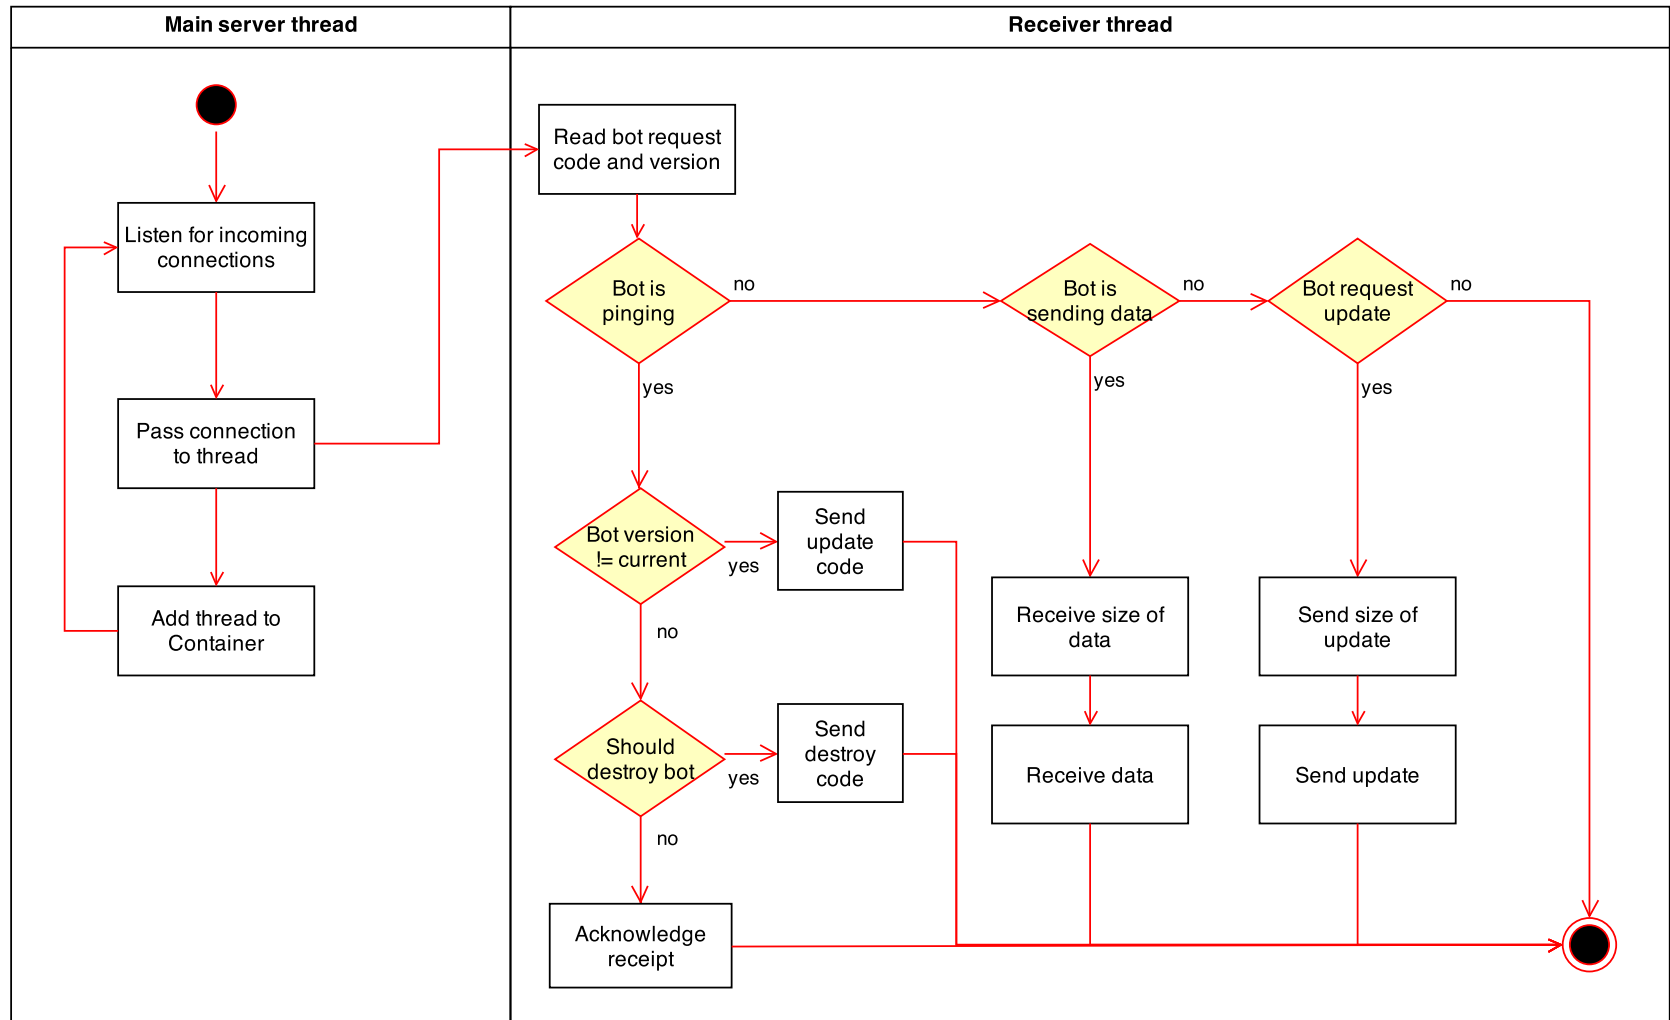 Main server thread
Receiver thread
Listen for incoming
connections
Pass connection
to thread
Add thread to
Container
Read bot request
code and version
Bot is
pinging
no
yes
Bot is
sending data
no
yes
Bot request
update
no
yes
Bot version
!= current
yes
no
Send
update
code
Should
destroy bot
yes
no
Send
destroy
code
Acknowledge
receipt
Receive size of
data
Receive data
Send size of
update
Send update